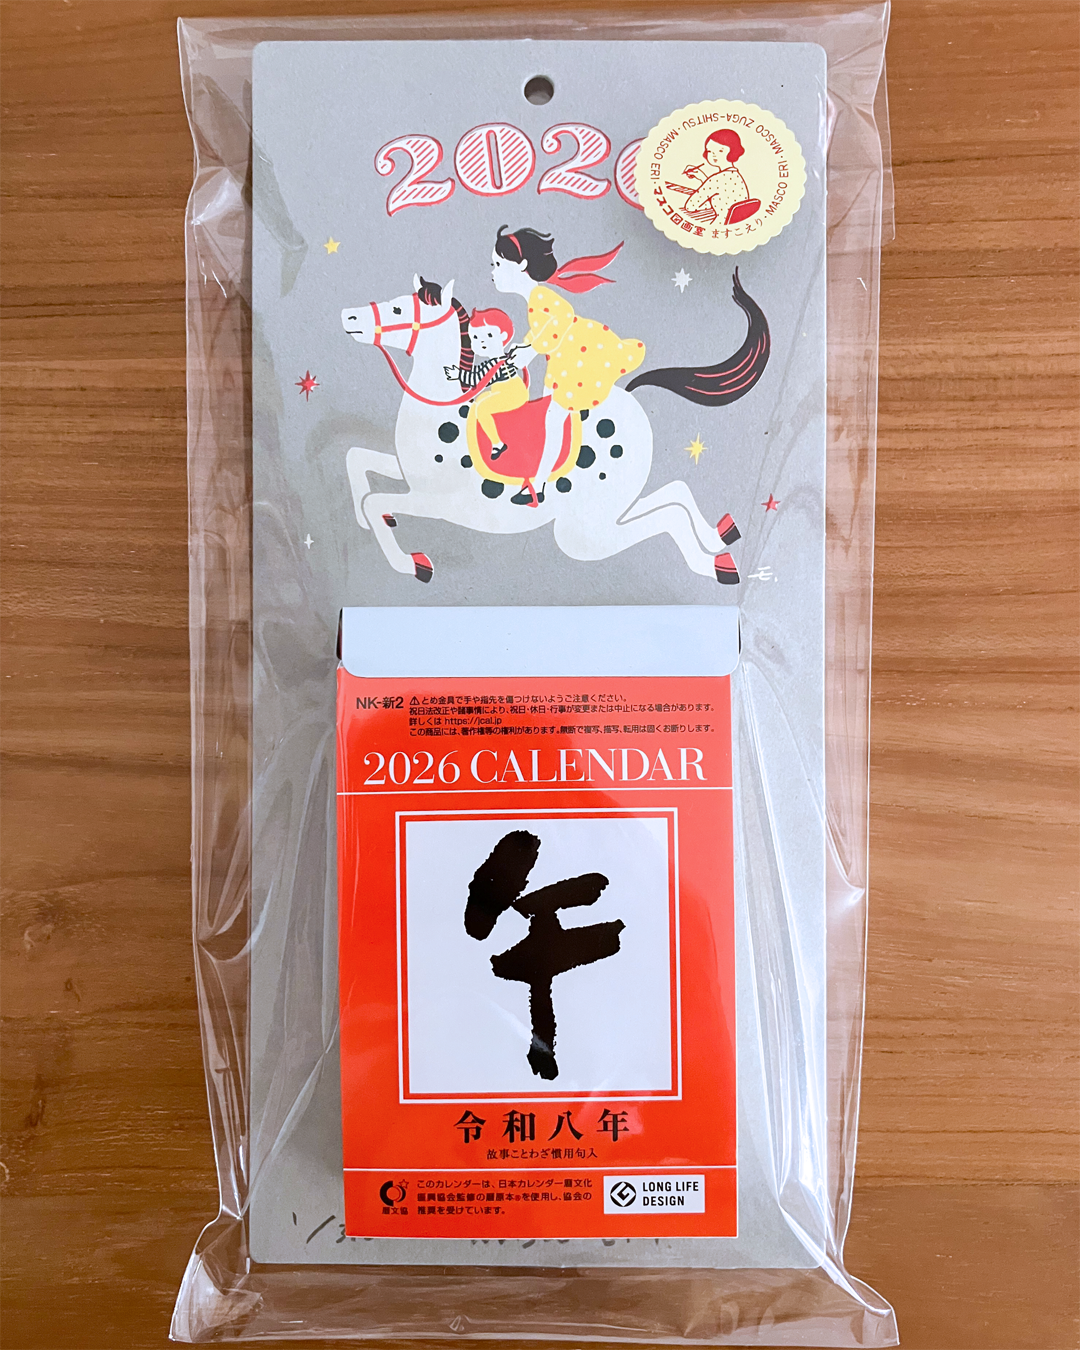 202
MASCO ERI・MASCO ZUGA-SHITSU・MASCO ERI・マスコ図画室 ますこえり・
モ.
NK-新2
⚠とめ金具で手や指先を傷つけないようご注意ください。
祝日法改正や諸事情により、祝日・休日・行事が変更または中止になる場合があります。
詳しくは https://jcal.jp
この商品には、著作権等の権利があります。無断で複写、描写、転用は固くお断りします。
2026 CALENDAR
午
令和八年
故事ことわざ慣用句入
暦文協
このカレンダーは、日本カレンダー暦文化
振興協会監修の暦原本®を使用し、協会の
推奨を受けています。
LONG LIFE
DESIGN